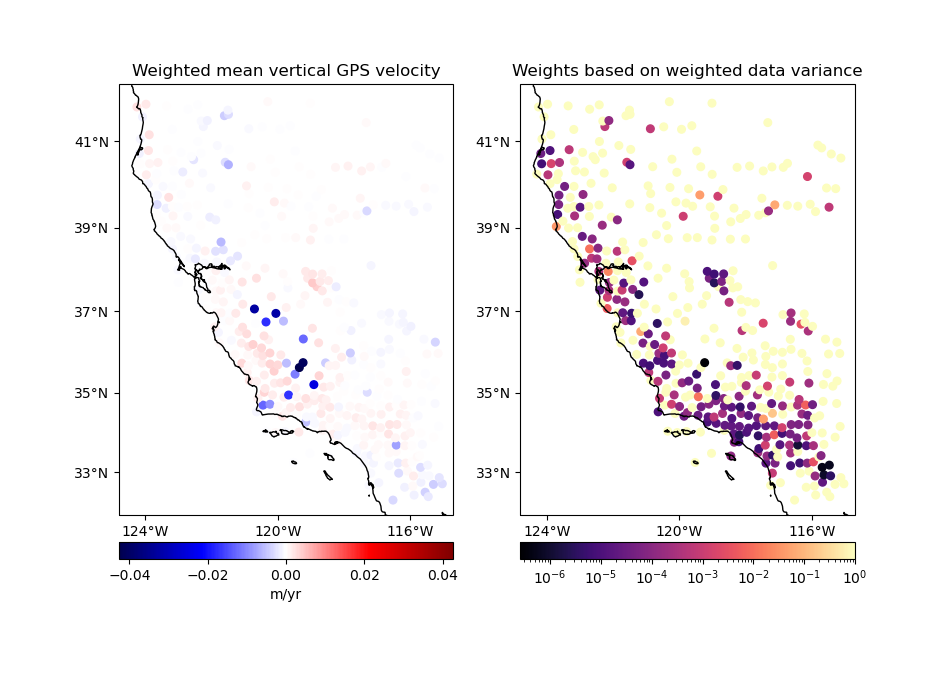 Weighted mean vertical GPS velocity
Weights based on weighted data variance
41°N
39°N
37°N
35°N
33°N
124°W
120°W
116°W
41°N
39°N
37°N
35°N
33°N
124°W
120°W
116°W
−0.04
−0.02
0.00
0.02
0.04
m/yr
10⁻⁶
10⁻⁵
10⁻⁴
10⁻³
10⁻²
10⁻¹
10⁰